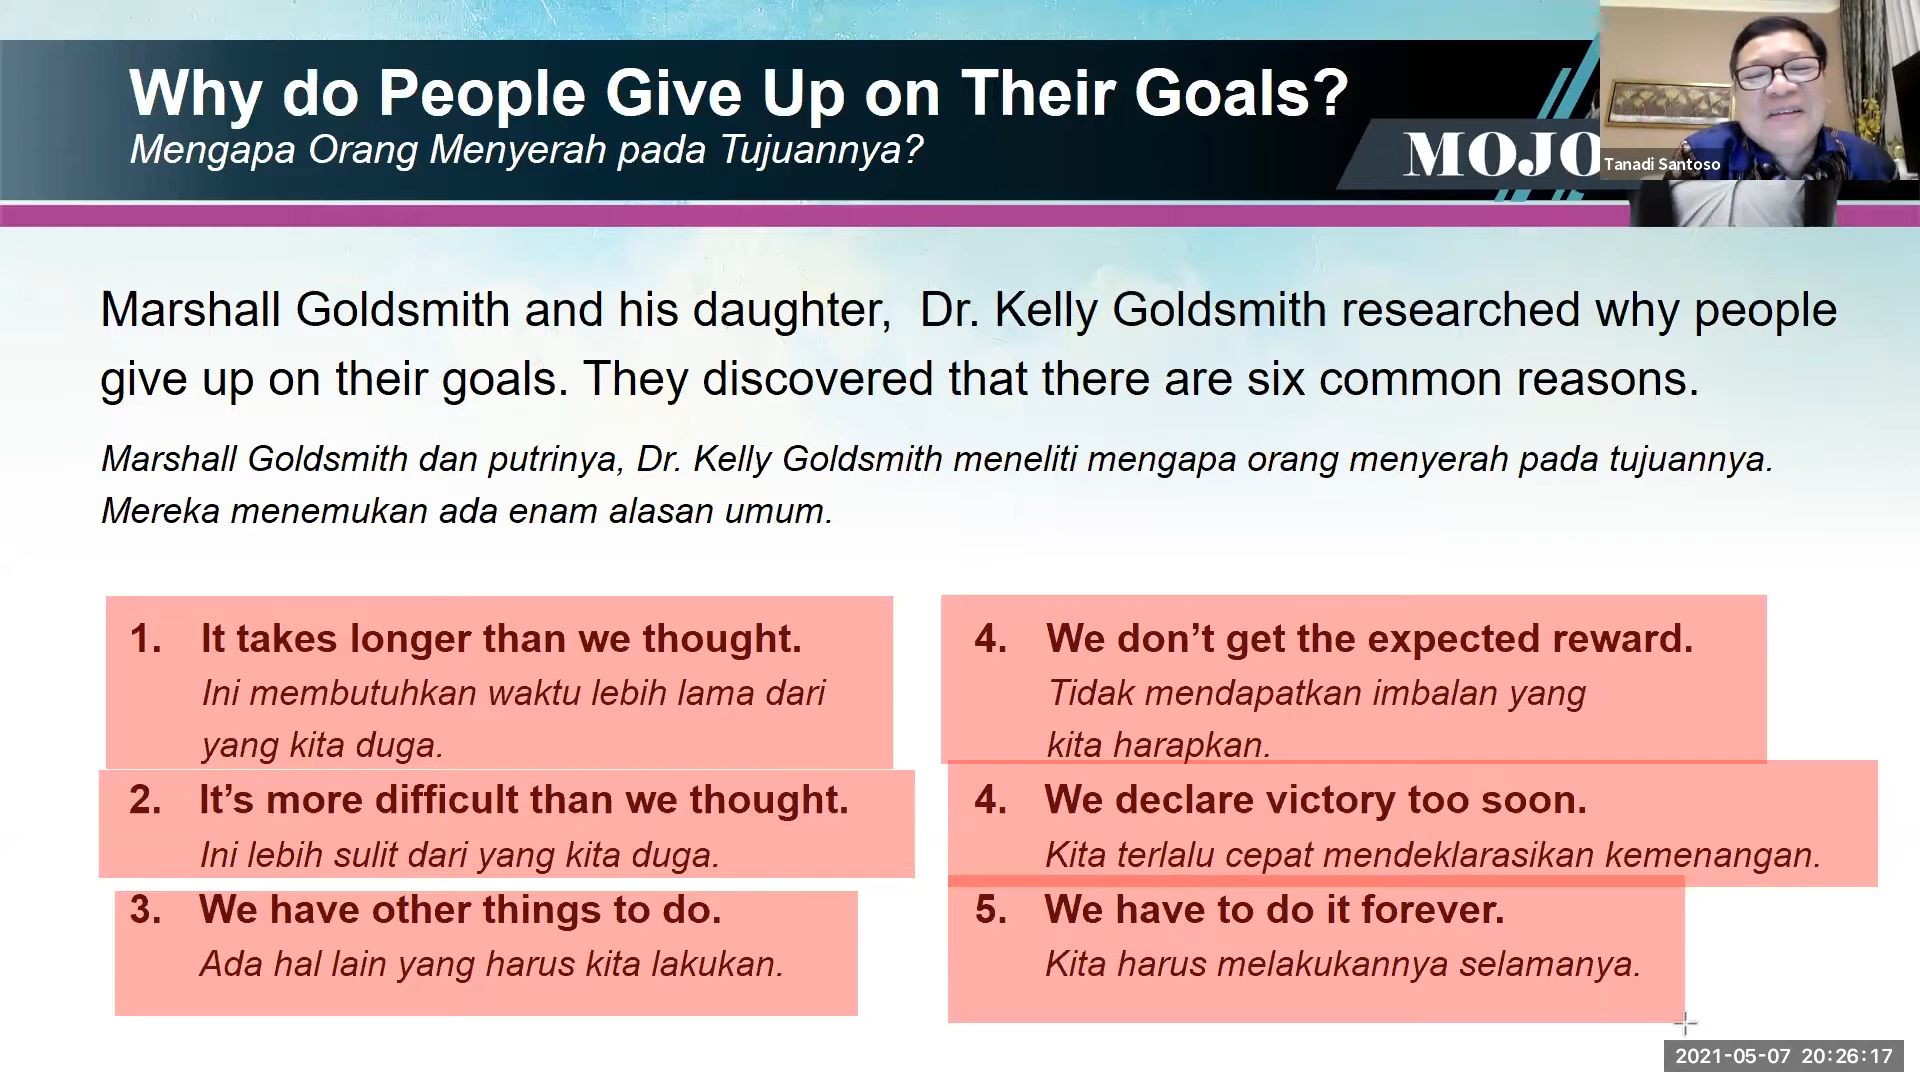 Why do People Give Up on Their Goals?
Mengapa Orang Menyerah pada Tujuannya?
MOJO
Tanadi Santoso
Marshall Goldsmith and his daughter,  Dr. Kelly Goldsmith researched why people
give up on their goals. They discovered that there are six common reasons.
Marshall Goldsmith dan putrinya, Dr. Kelly Goldsmith meneliti mengapa orang menyerah pada tujuannya.
Mereka menemukan ada enam alasan umum.
1. It takes longer than we thought.
Ini membutuhkan waktu lebih lama dari
yang kita duga.
2. It’s more difficult than we thought.
Ini lebih sulit dari yang kita duga.
3. We have other things to do.
Ada hal lain yang harus kita lakukan.
4. We don’t get the expected reward.
Tidak mendapatkan imbalan yang
kita harapkan.
4. We declare victory too soon.
Kita terlalu cepat mendeklarasikan kemenangan.
5. We have to do it forever.
Kita harus melakukannya selamanya.
2021-05-07 20:26:17